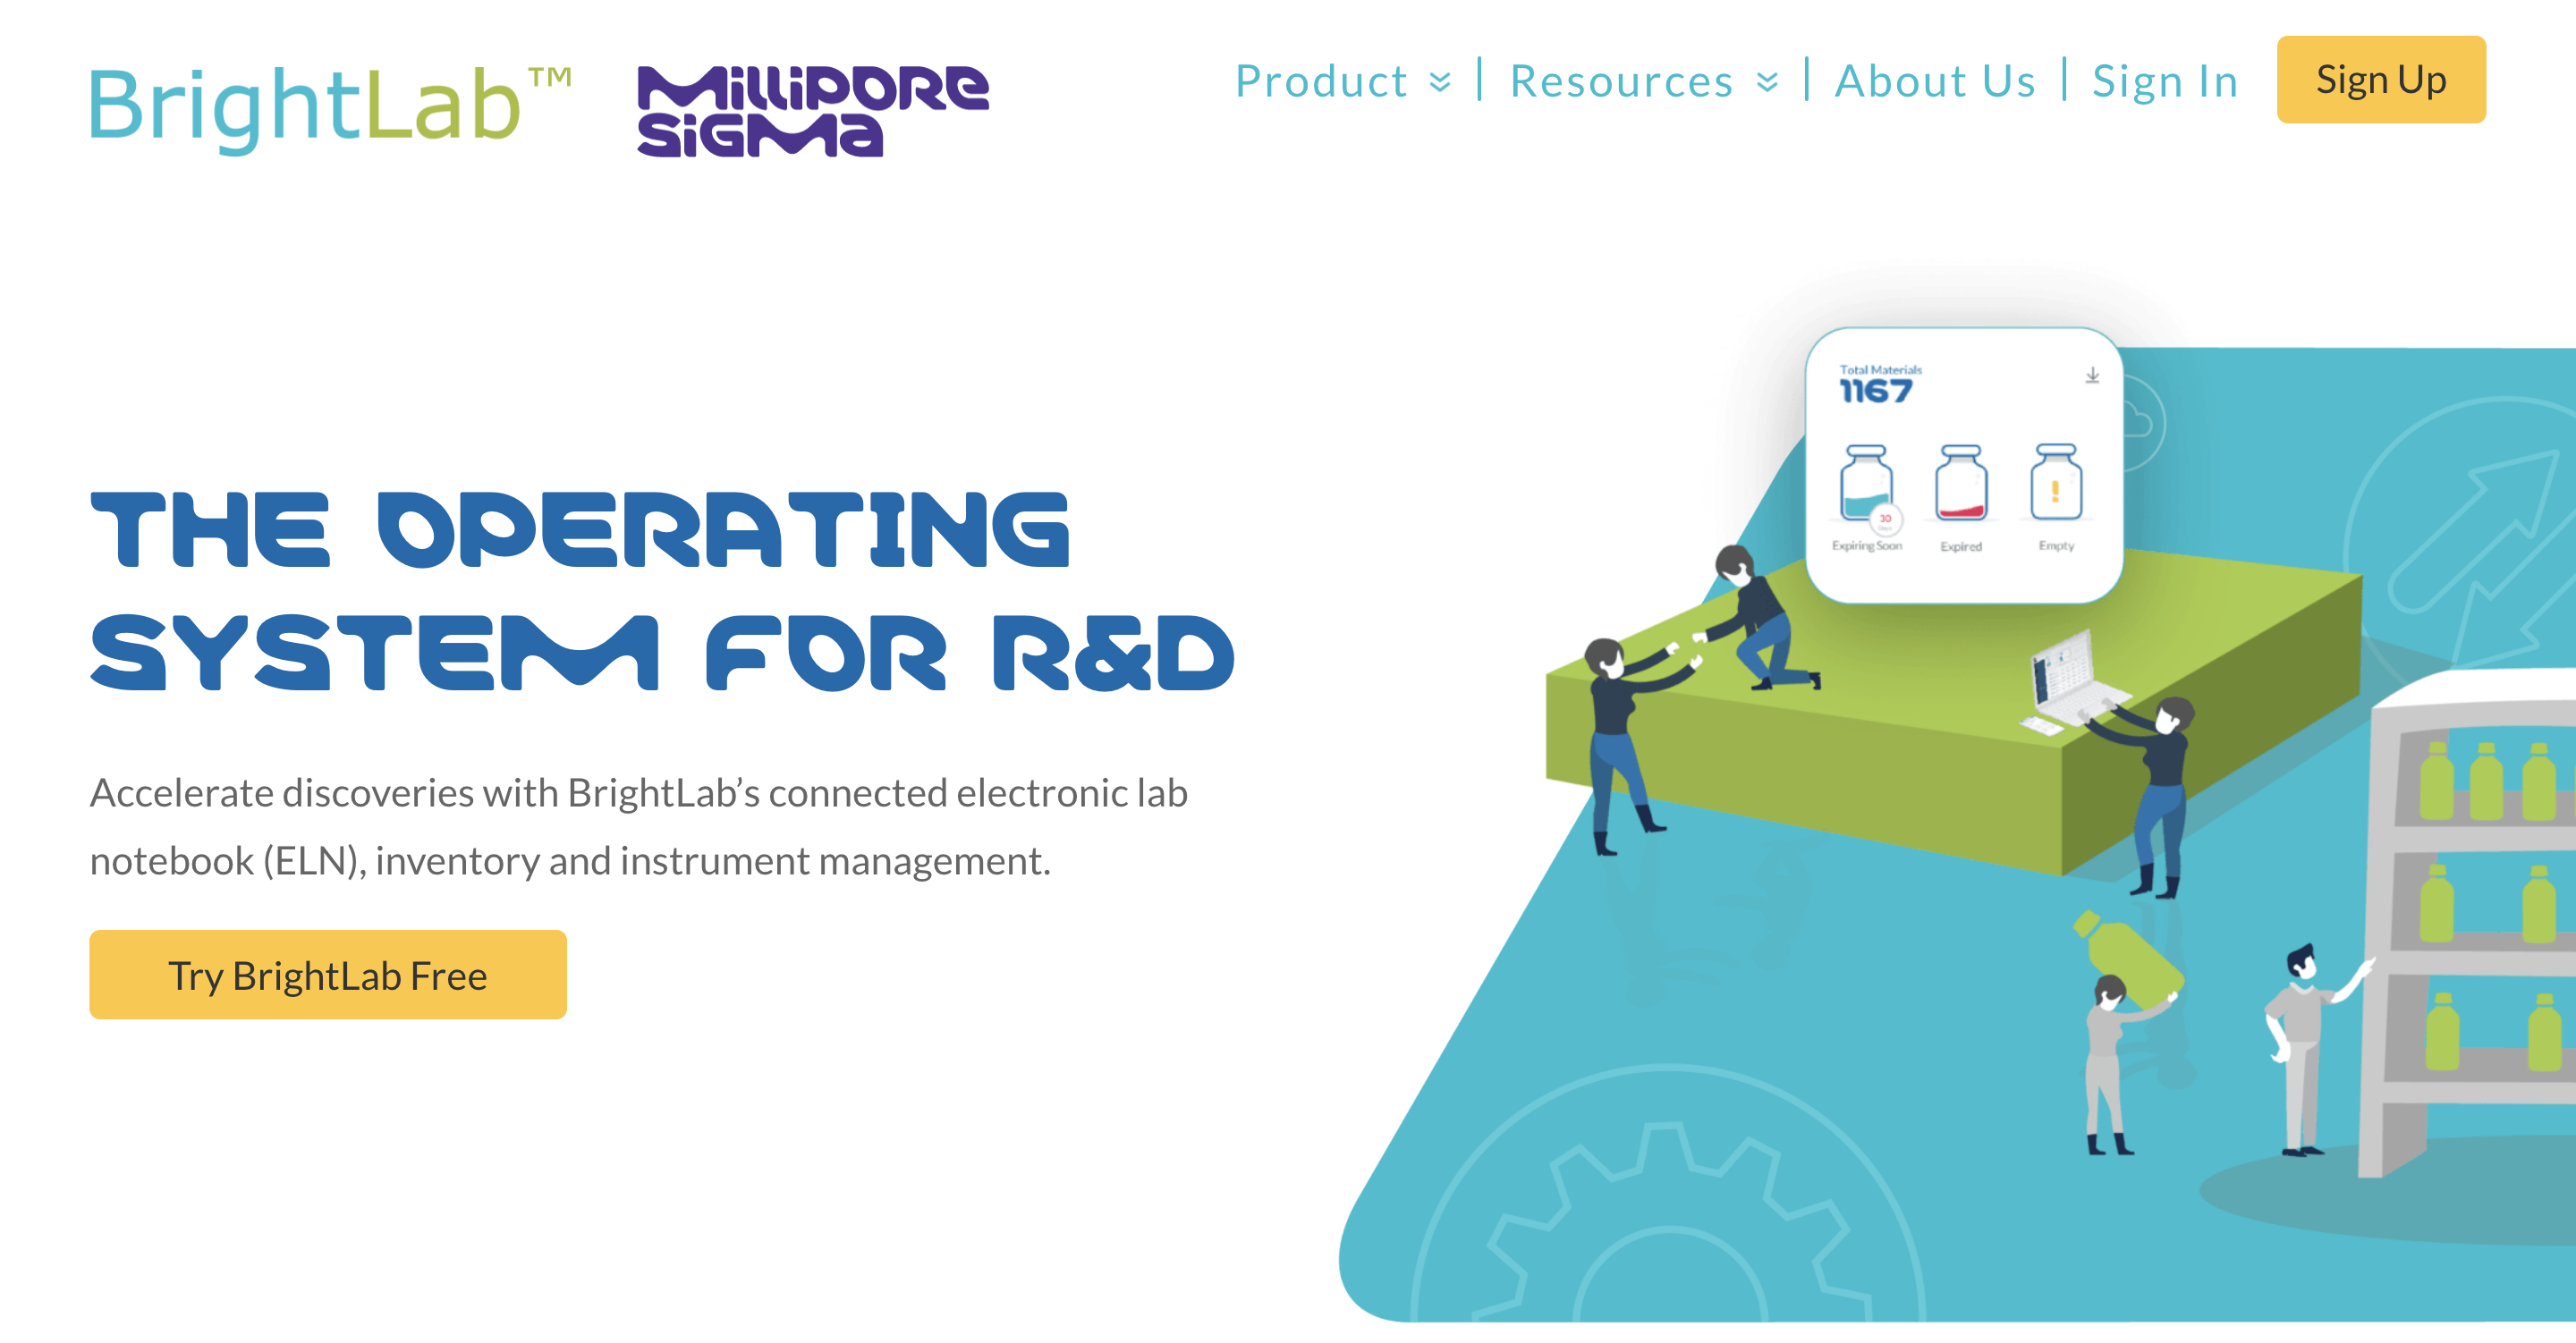 BrightLab™
MilliPORe
SiGMa
Product
Resources
About Us
Sign In
Sign Up
THE OPERATING
SYSTEM FOR R&D
Accelerate discoveries with BrightLab’s connected electronic lab
notebook (ELN), inventory and instrument management.
Try BrightLab Free
Total Materials
1167
30
Days
Expiring Soon
Expired
Empty